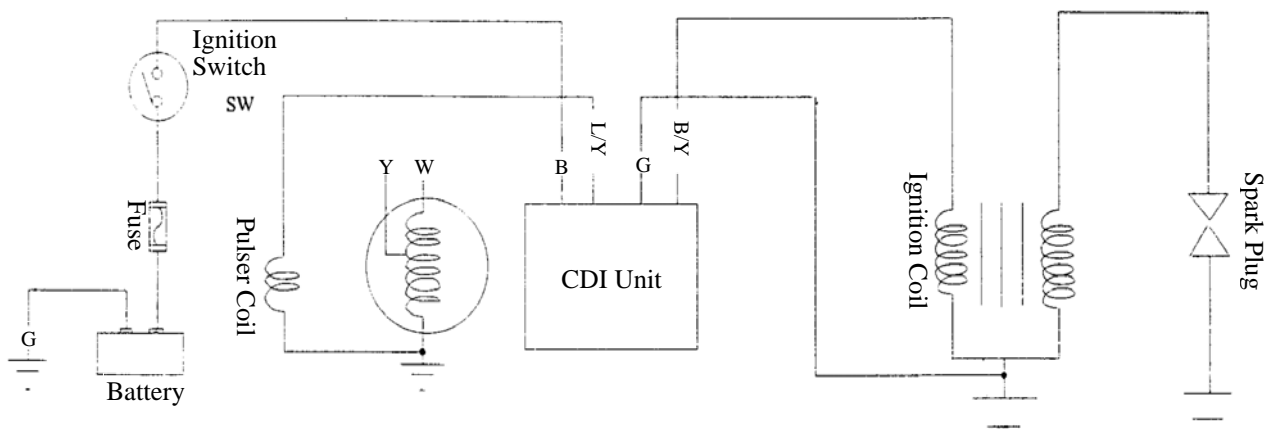 Ignition
Switch
SW
L/Y
B/Y
B
G
Y W
Fuse
Pulser Coil
CDI Unit
Ignition Coil
Spark Plug
G
Battery